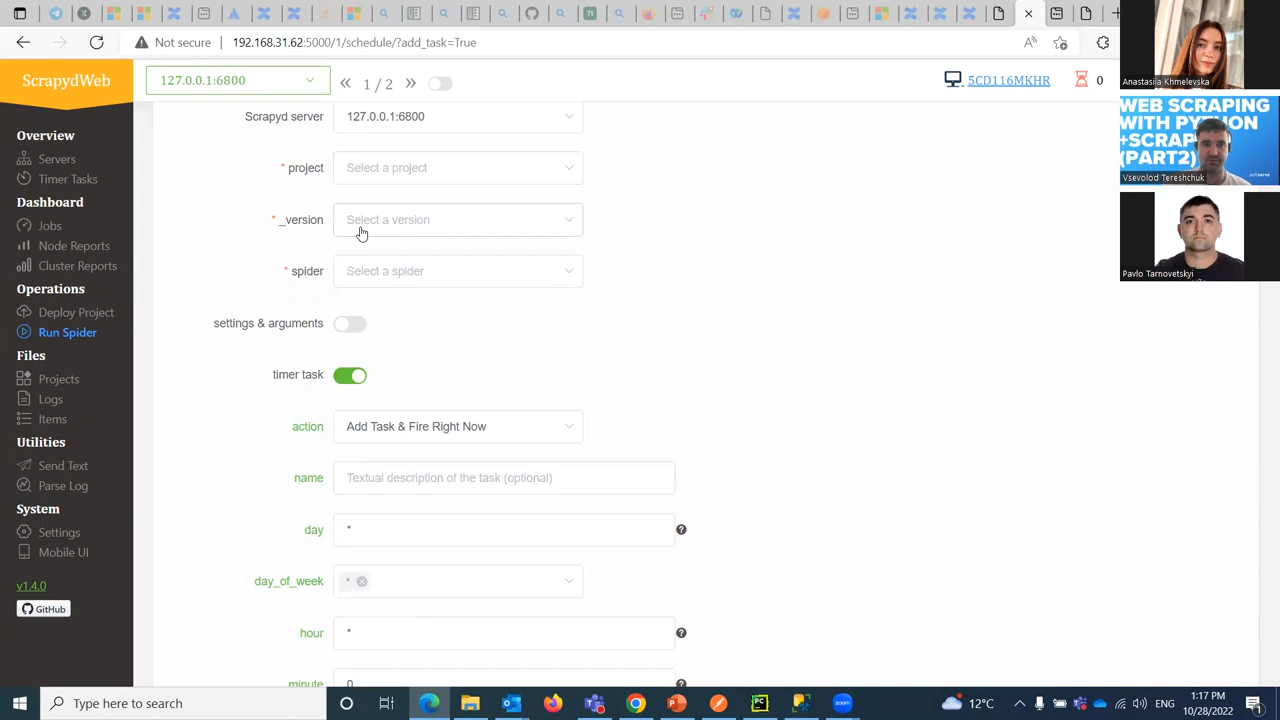 Not secure
192.168.31.62:5000/1/schedule/?add_task=True
ScrapydWeb
127.0.0.1:6800
1 / 2
5CD116MKHR
0
Overview
Servers
Timer Tasks
Dashboard
Jobs
Node Reports
Cluster Reports
Operations
Deploy Project
Run Spider
Files
Projects
Logs
Items
Utilities
Send Text
Parse Log
System
Settings
Mobile UI
v1.4.0
GitHub
Scrapyd server
127.0.0.1:6800
* project
Select a project
* _version
Select a version
* spider
Select a spider
settings & arguments
timer task
action
Add Task & Fire Right Now
name
Textual description of the task (optional)
day
*
day_of_week
*
hour
*
minute
0
Anastasiia Khmelevska
WEB SCRAPING
WITH PYTHON
+SCRAP
(PART2)
softserve
Vsevolod Tereshchuk
Pavlo Tarnovetskyi
Type here to search
PC
zoom
12°C
ENG
1:17 PM
10/28/2022
1